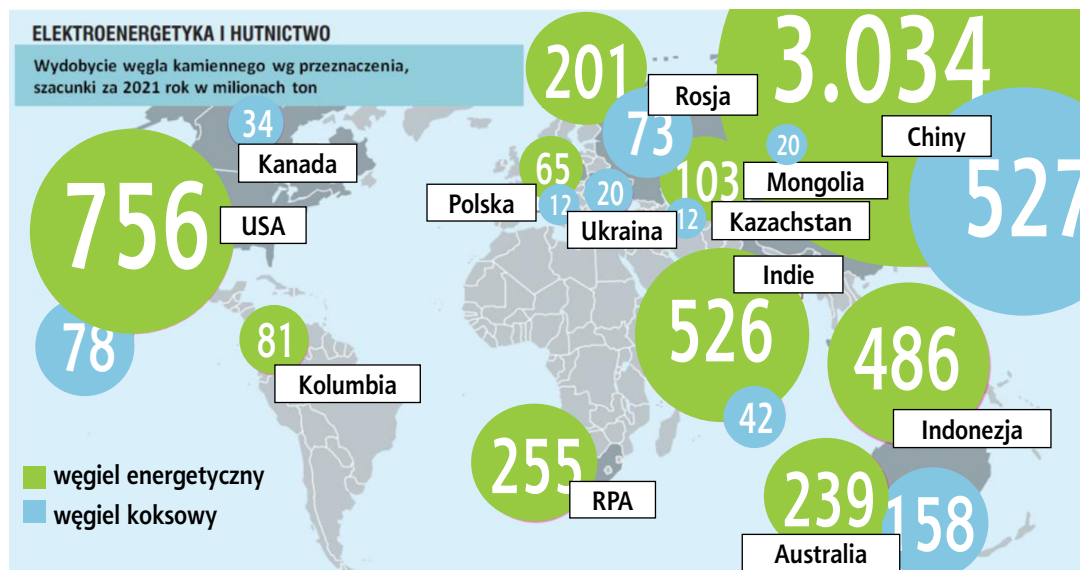 ELEKTROENERGETYKA I HUTNICTWO
Wydobycie węgla kamiennego wg przeznaczenia,
szacunki za 2021 rok w milionach ton
34
Kanada
756
USA
78
81
Kolumbia
201
Rosja
73
65
Polska
12
20
Ukraina
103
Kazachstan
12
3.034
Chiny
527
20
Mongolia
Indie
526
42
486
Indonezja
255
RPA
239
158
Australia
węgiel energetyczny
węgiel koksowy